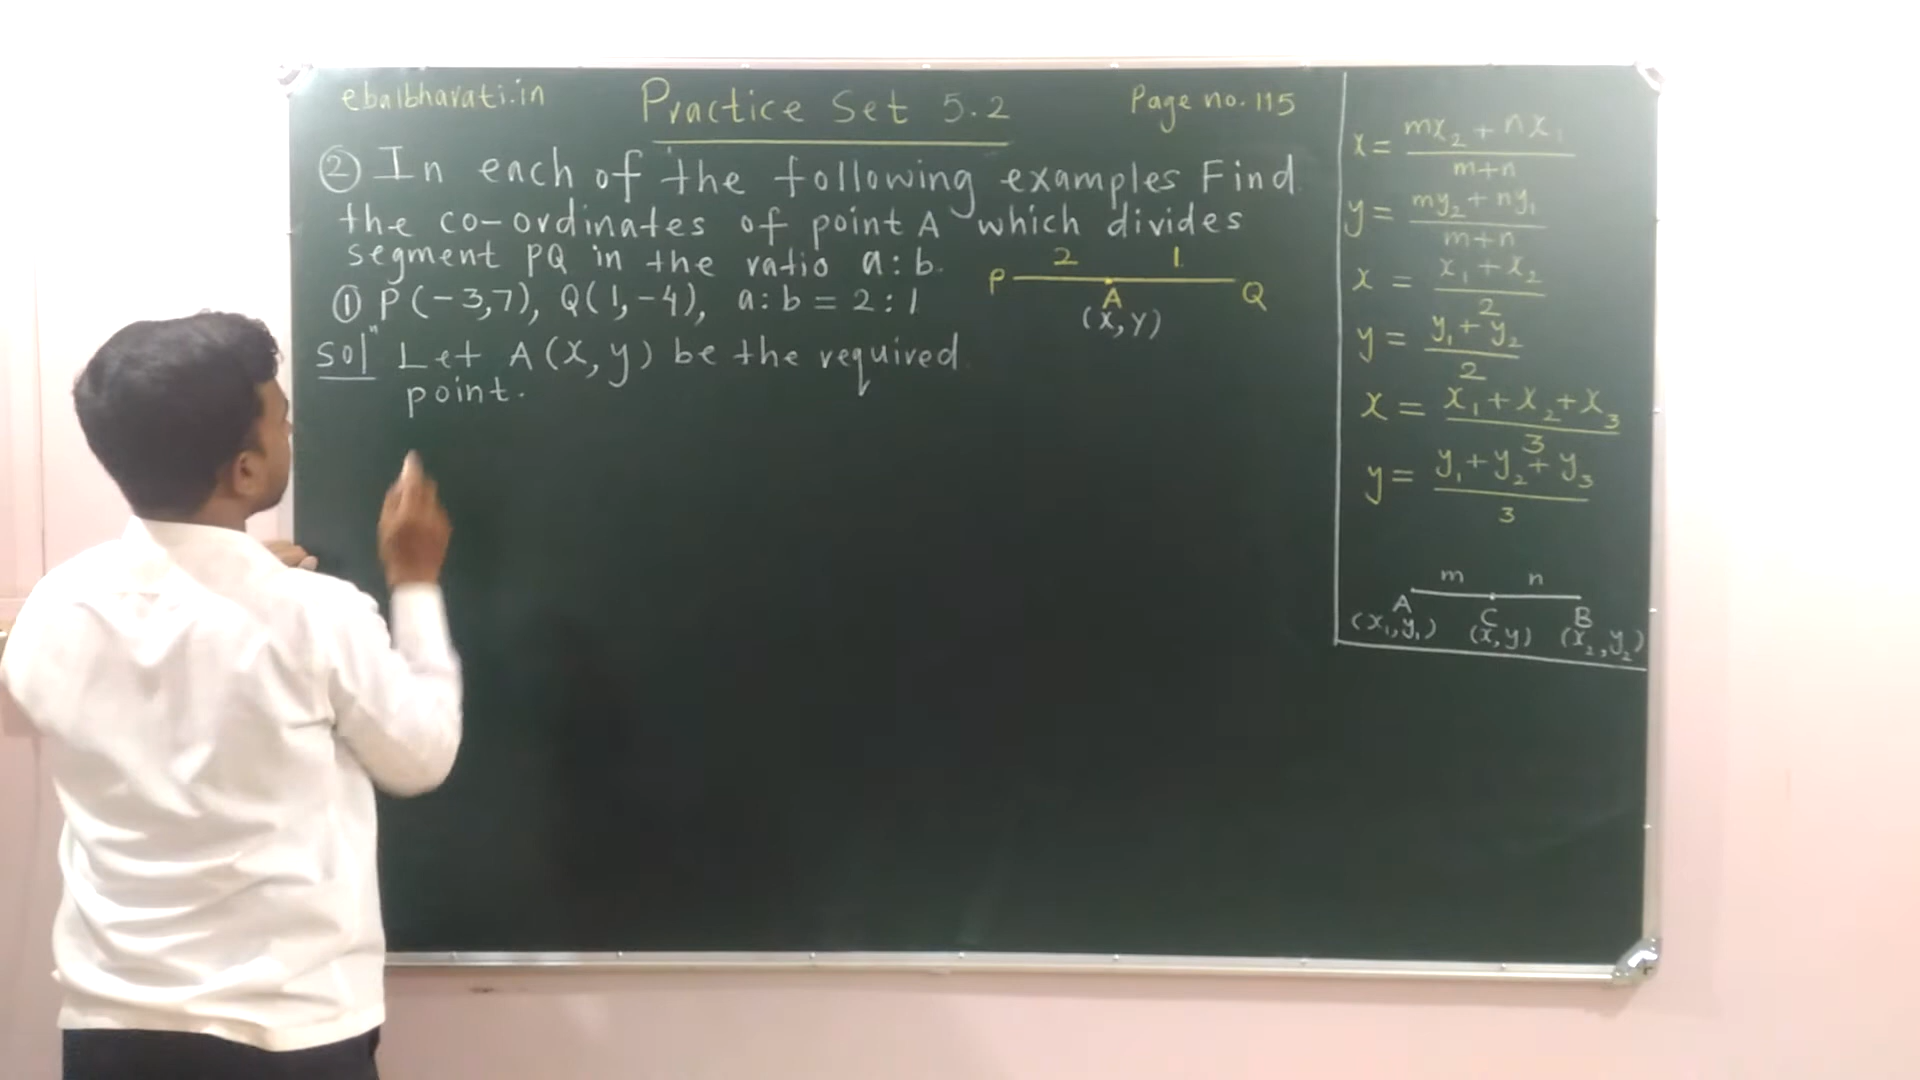 ebalbharati.in Practice Set 5.2 Page no. 115
② In each of the following examples Find
the co-ordinates of point A which divides
segment PQ in the ratio a:b.
① P(-3,7), Q(1,-4), a:b = 2:1
Sol" Let A(x,y) be the required
point.
2 1
P A Q
(x,y)
x = mx₂ + nx₁ / m+n
y = my₂ + ny₁ / m+n
x = x₁ + x₂ / 2
y = y₁ + y₂ / 2
x = x₁ + x₂ + x₃ / 3
y = y₁ + y₂ + y₃ / 3
m n
A C B
(x₁,y₁) (x,y) (x₂,y₂)